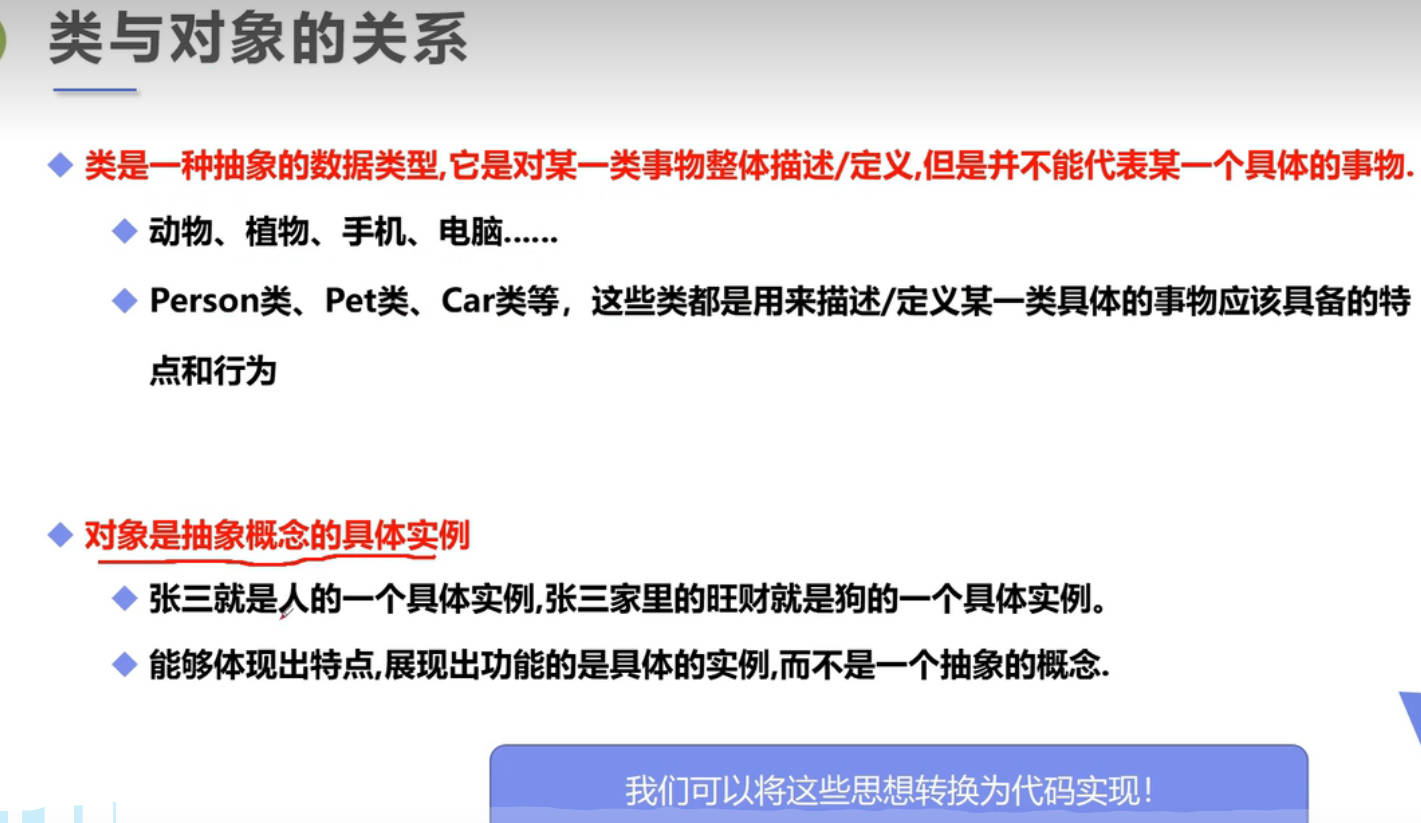 类与对象的关系
类是一种抽象的数据类型,它是对某一类事物整体描述/定义,但是并不能代表某一个具体的事物.
动物、植物、手机、电脑……
Person类、Pet类、Car类等，这些类都是用来描述/定义某一类具体的事物应该具备的特
点和行为
对象是抽象概念的具体实例
张三就是人的一个具体实例,张三家里的旺财就是狗的一个具体实例。
能够体现出特点,展现出功能的是具体的实例,而不是一个抽象的概念.
我们可以将这些思想转换为代码实现！